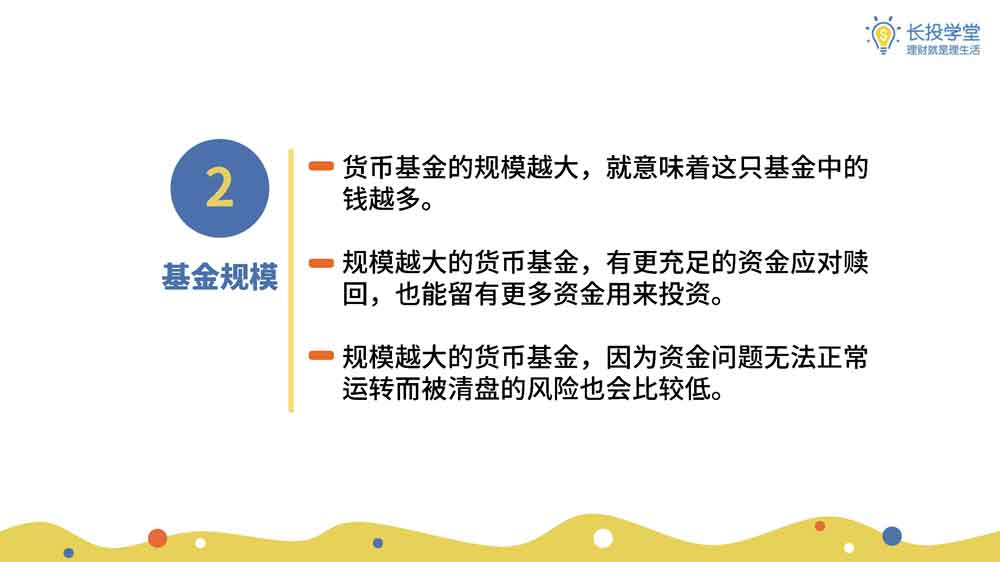 长投学堂
理财就是理生活
2
基金规模
货币基金的规模越大，就意味着这只基金中的
钱越多。
规模越大的货币基金，有更充足的资金应对赎
回，也能留有更多资金用来投资。
规模越大的货币基金，因为资金问题无法正常
运转而被清盘的风险也会比较低。